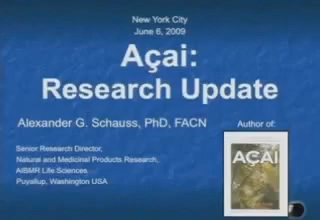 New York City
June 6, 2009
Açai:
Research Update
Alexander G. Schauss, PhD, FACN
Author of:
Senior Research Director,
Natural and Medicinal Products Research,
AIBMR Life Sciences
Puyallup, Washington USA
AÇAI